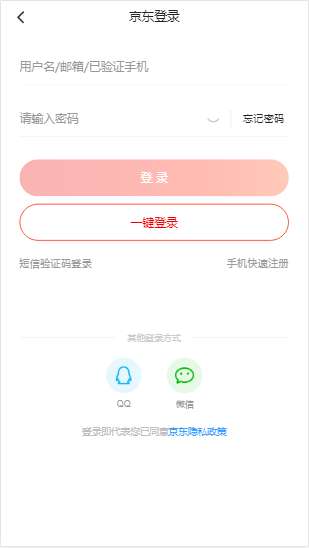 京东登录
用户名/邮箱/已验证手机
请输入密码 忘记密码
登录
一键登录
短信验证码登录 手机快速注册
其他登录方式
QQ 微信
登录即代表您已同意京东隐私政策